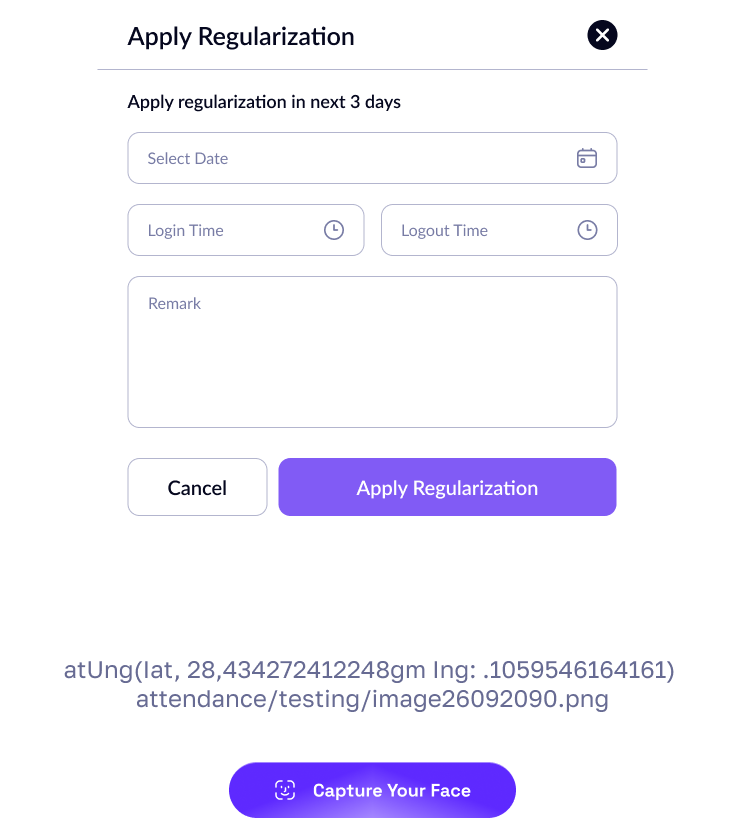 Apply Regularization
Apply regularization in next 3 days
Select Date
Login Time
Logout Time
Remark
Cancel
Apply Regularization
atUng(lat, 28,434272412248gm Ing: .1059546164161)
attendance/testing/image26092090.png
Capture Your Face